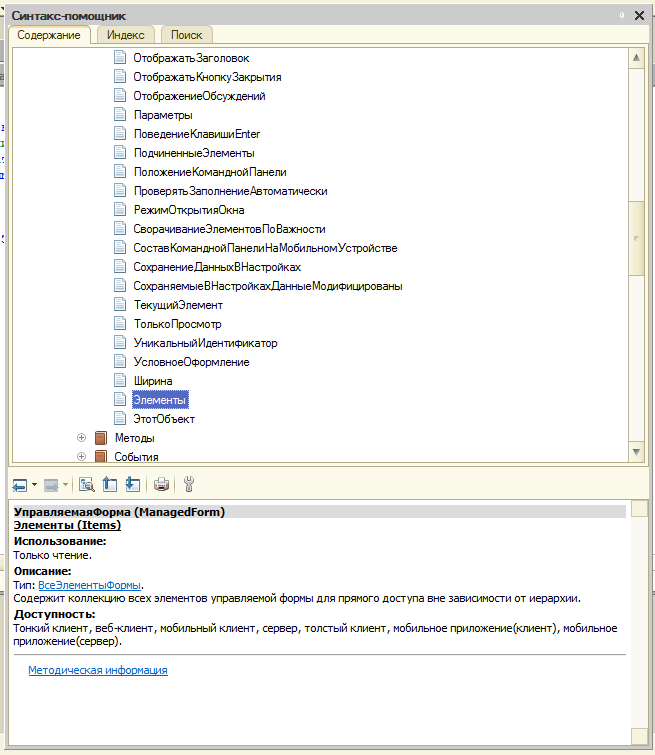 Синтакс-помощник
Содержание
Индекс
Поиск
ОтображатьЗаголовок
ОтображатьКнопкуЗакрытия
ОтображениеОбсуждений
Параметры
ПоведениеКлавишиEnter
ПодчиненныеЭлементы
ПоложениеКоманднойПанели
ПроверятьЗаполнениеАвтоматически
РежимОткрытияОкна
СворачиваниеЭлементовПоВажности
СоставКоманднойПанелиНаМобильномУстройстве
СохранениеДанныхВНастройках
СохраняемыеВНастройкахДанныеМодифицированы
ТекущийЭлемент
ТолькоПросмотр
УникальныйИдентификатор
УсловноеОформление
Ширина
Элементы
ЭтотОбъект
Методы
События
УправляемаяФорма (ManagedForm)
Элементы (Items)
Использование:
Только чтение.
Описание:
Тип: ВсеЭлементыФормы.
Содержит коллекцию всех элементов управляемой формы для прямого доступа вне зависимости от иерархии.
Доступность:
Тонкий клиент, веб-клиент, мобильный клиент, сервер, толстый клиент, мобильное приложение(клиент), мобильное
приложение(сервер).
Методическая информация